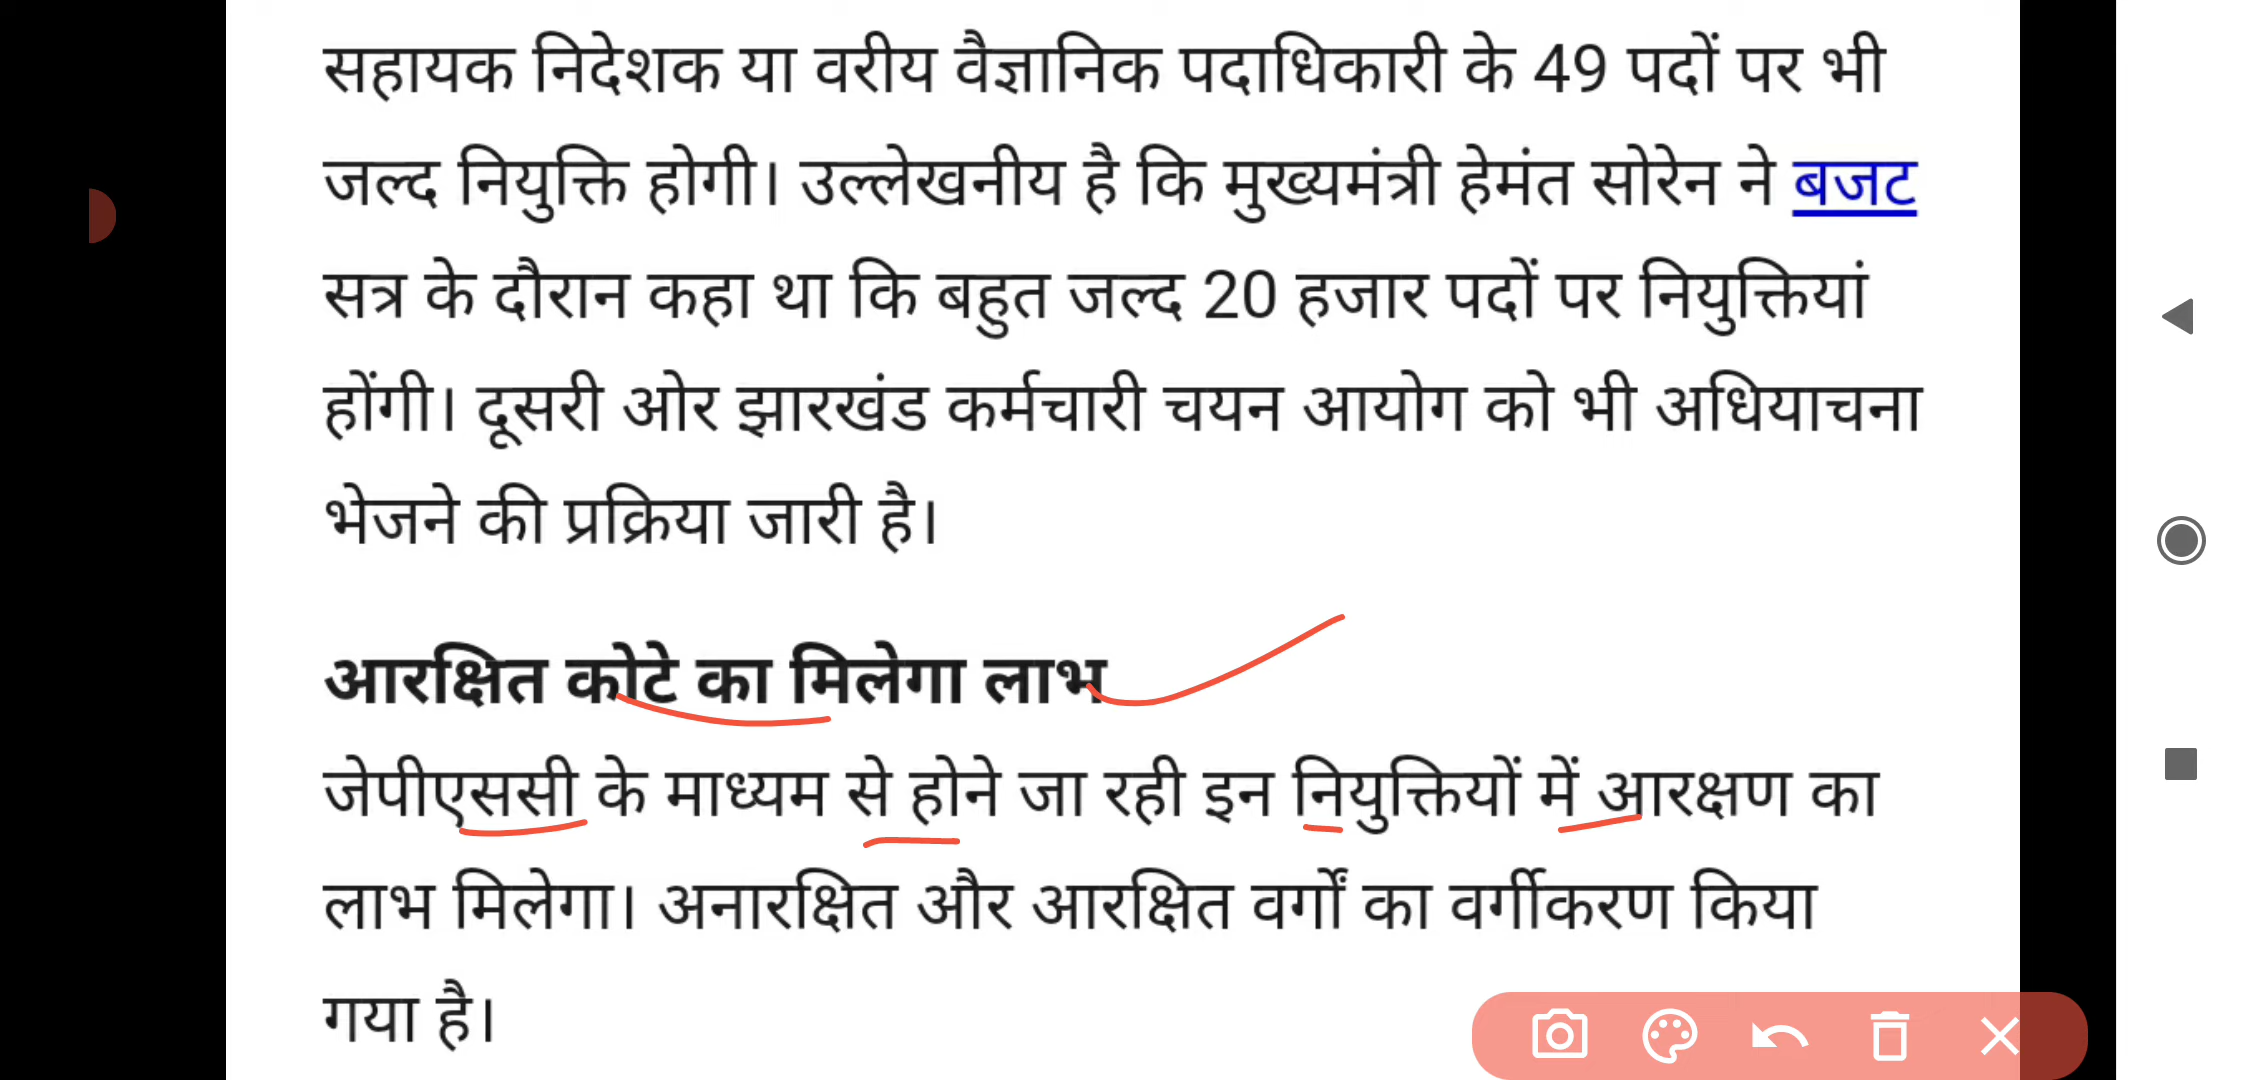 सहायक निदेशक या वरीय वैज्ञानिक पदाधिकारी के 49 पदों पर भी
जल्द नियुक्ति होगी। उल्लेखनीय है कि मुख्यमंत्री हेमंत सोरेन ने बजट
सत्र के दौरान कहा था कि बहुत जल्द 20 हजार पदों पर नियुक्तियां
होंगी। दूसरी ओर झारखंड कर्मचारी चयन आयोग को भी अधियाचना
भेजने की प्रक्रिया जारी है।
आरक्षित कोटे का मिलेगा लाभ
जेपीएससी के माध्यम से होने जा रही इन नियुक्तियों में आरक्षण का
लाभ मिलेगा। अनारक्षित और आरक्षित वर्गों का वर्गीकरण किया
गया है।